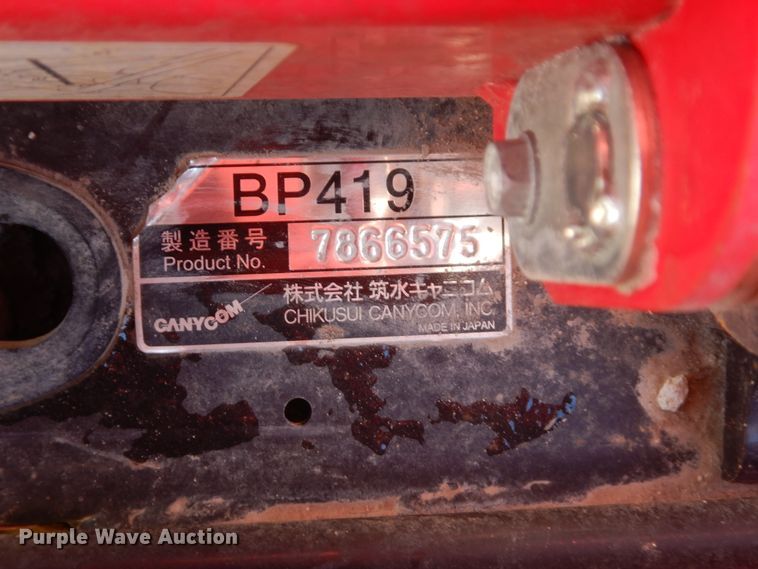 BP419
製造番号
Product No.
7866575
CANYCOM
株式会社 筑水キャニコム
CHIKUSUI CANYCOM, INC.
MADE IN JAPAN
Purple Wave Auction